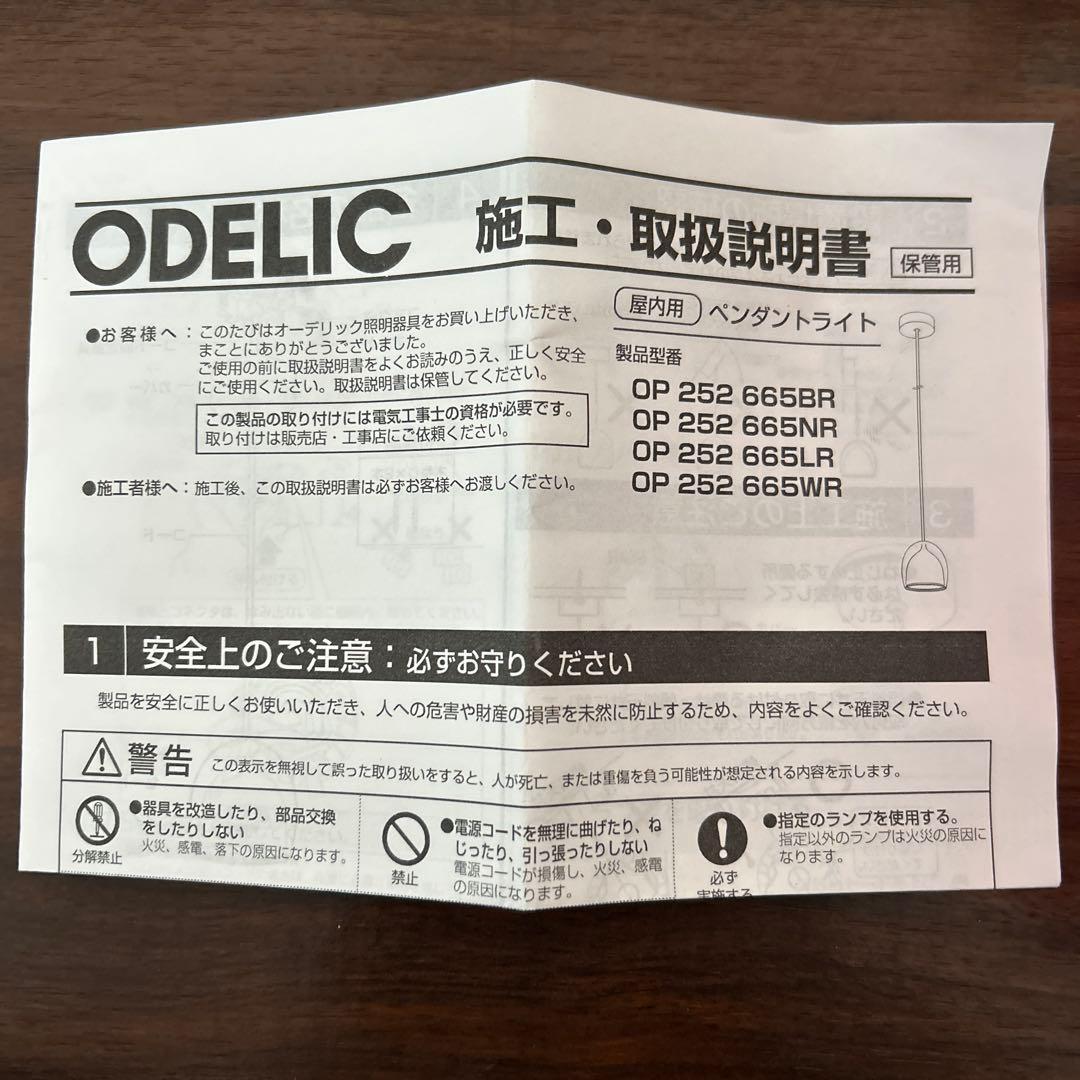 ODELIC 施工・取扱説明書 保管用
●お客様へ：このたびはオーデリック照明器具をお買い上げいただき、
まことにありがとうございました。
ご使用の前に取扱説明書をよくお読みのうえ、正しく安全
にご使用ください。取扱説明書は保管してください。
この製品の取り付けには電気工事士の資格が必要です。
取り付けは販売店・工事店にご依頼ください。
●施工者様へ：施工後、この取扱説明書は必ずお客様へお渡しください。
屋内用 ペンダントライト
製品型番
OP 252 665BR
OP 252 665NR
OP 252 665LR
OP 252 665WR
1 安全上のご注意：必ずお守りください
製品を安全に正しくお使いいただき、人への危害や財産の損害を未然に防止するため、内容をよくご確認ください。
警告 この表示を無視して誤った取り扱いをすると、人が死亡、または重傷を負う可能性が想定される内容を示します。
分解禁止
●器具を改造したり、部品交換
をしたりしない
火災、感電、落下の原因になります。
禁止
●電源コードを無理に曲げたり、ね
じったり、引っ張ったりしない
電源コードが損傷し、火災、感電
の原因になります。
必ず
実施する
●指定のランプを使用する。
指定以外のランプは火災の原因に
なります。